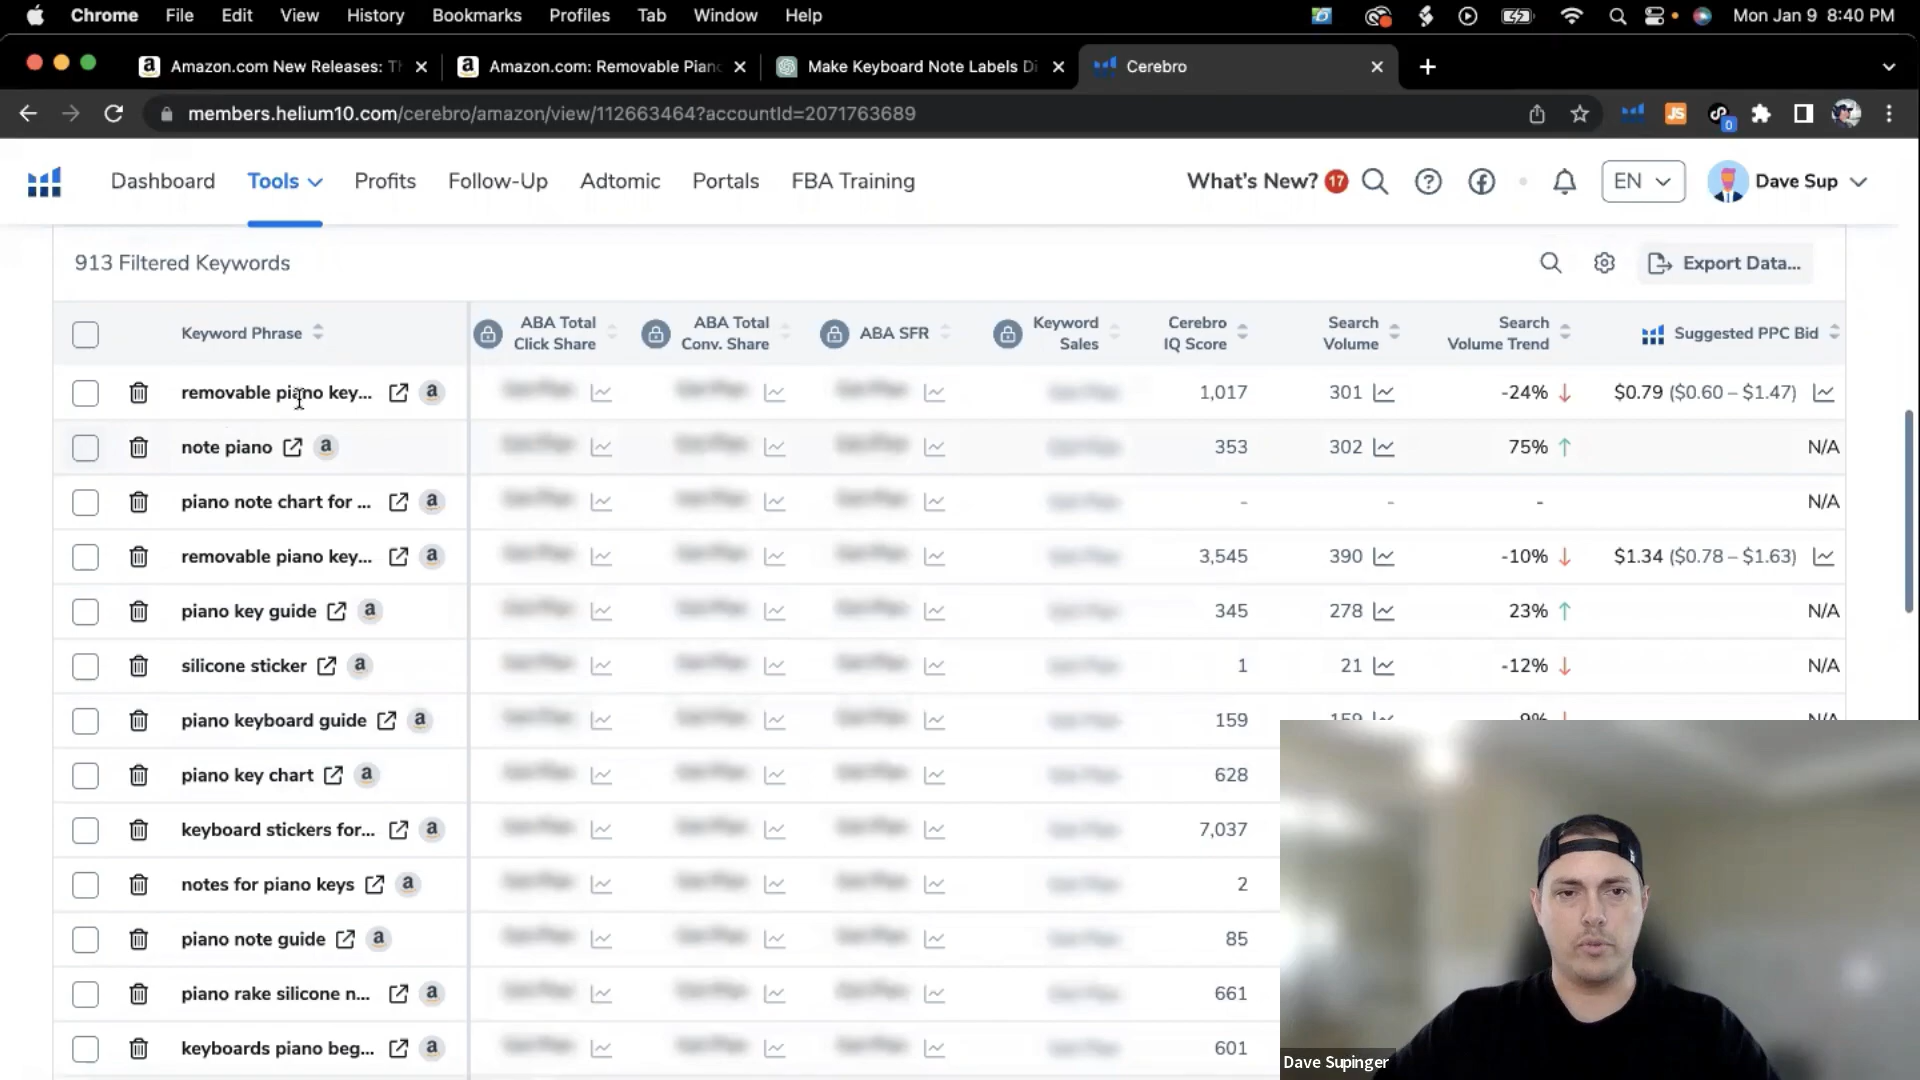 Chrome File Edit View History Bookmarks Profiles Tab Window Help Mon Jan 9 8:40 PM
Amazon.com New Releases: Th Amazon.com: Removable Piano Make Keyboard Note Labels Di Cerebro
members.helium10.com/cerebro/amazon/view/112663464?accountId=2071763689 JS 0
Dashboard Tools Profits Follow-Up Adtomic Portals FBA Training What's New? 17 EN Dave Sup
913 Filtered Keywords Export Data...
Keyword Phrase ABA Total Click Share ABA Total Conv. Share ABA SFR Keyword Sales Cerebro IQ Score Search Volume Search Volume Trend Suggested PPC Bid
removable piano key... a 1,017 301 -24% $0.79 ($0.60 – $1.47)
note piano a 353 302 75% N/A
piano note chart for ... a - - - N/A
removable piano key... a 3,545 390 -10% $1.34 ($0.78 – $1.63)
piano key guide a 345 278 23% N/A
silicone sticker a 1 21 -12% N/A
piano keyboard guide a 159 159 -9% N/A
piano key chart a 628
keyboard stickers for... a 7,037
notes for piano keys a 2
piano note guide a 85
piano rake silicone n... a 661
keyboards piano beg... a 601
Dave Supinger